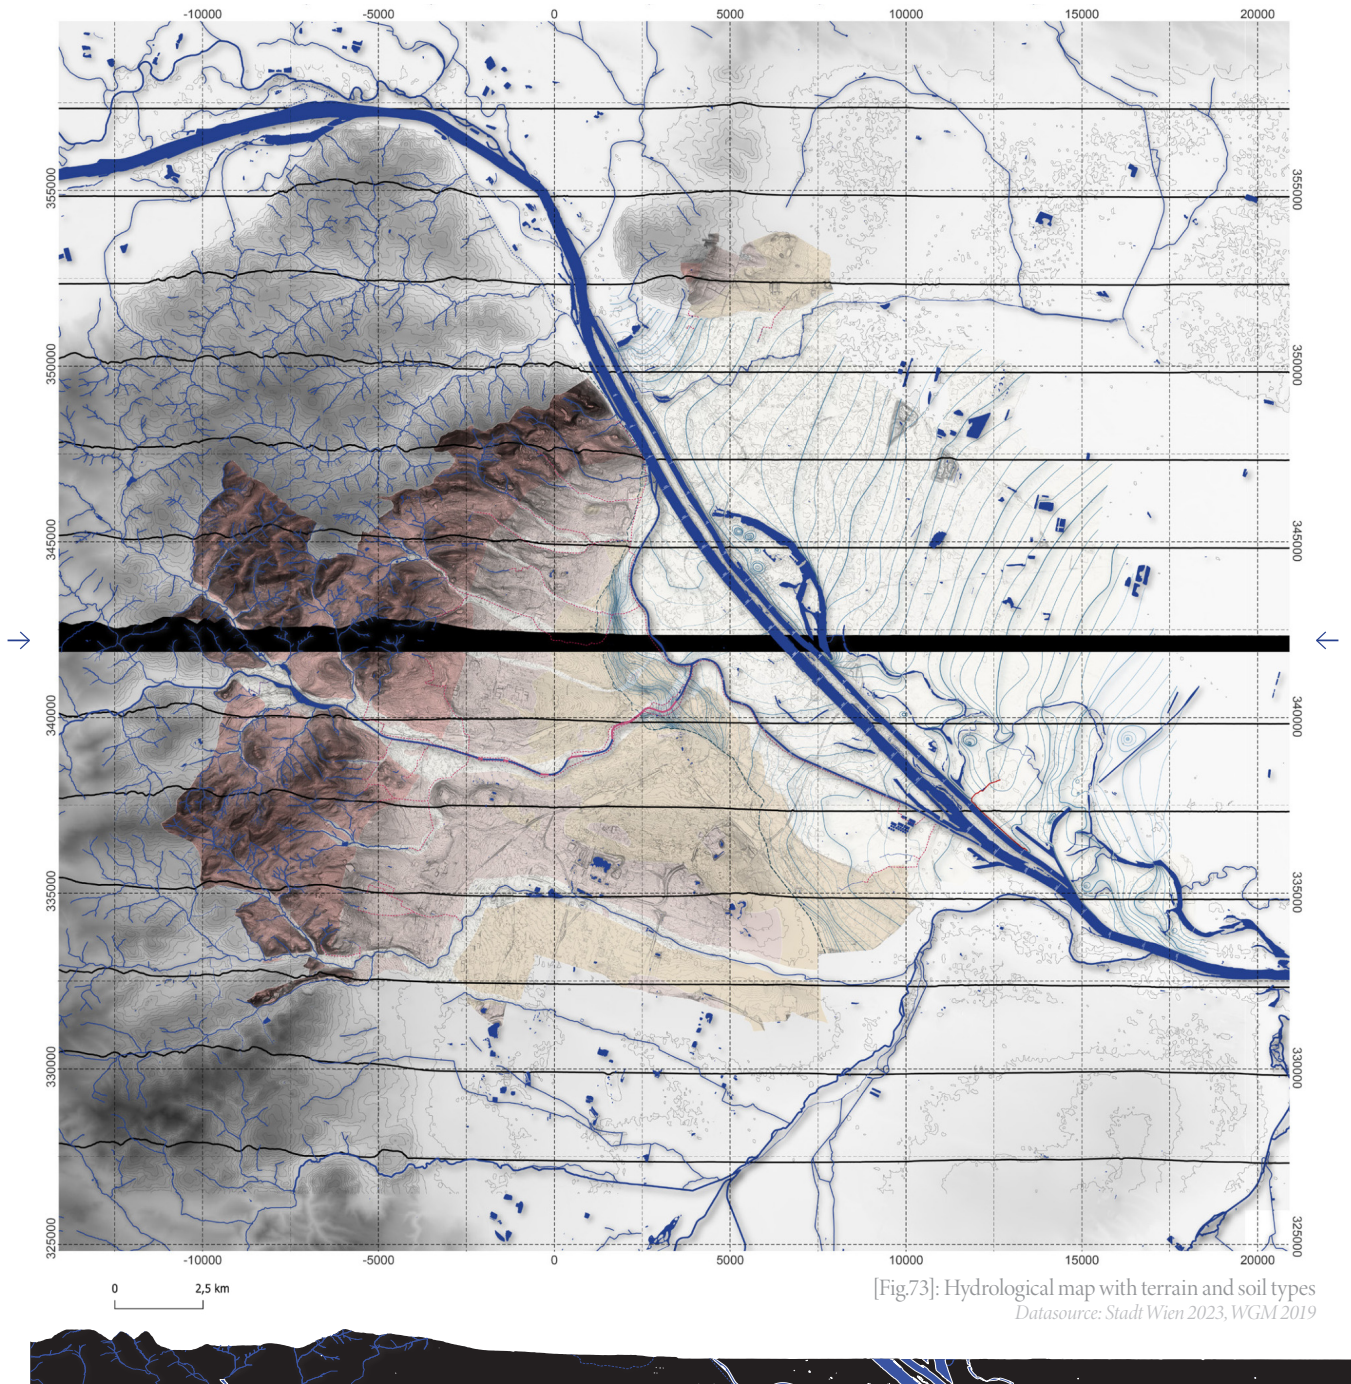 -10000 -5000 0 5000 10000 15000 20000
355000 355000
350000 350000
345000 345000
340000 340000
335000 335000
330000 330000
325000 325000
-10000 -5000 0 5000 10000 15000 20000
0 2,5 km
[Fig.73]: Hydrological map with terrain and soil types
Datasource: Stadt Wien 2023, WGM 2019